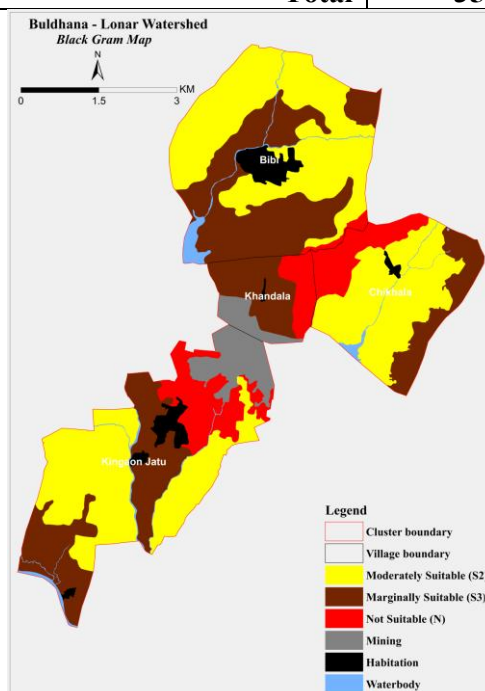 Total
Buldhana - Lonar Watershed
Black Gram Map
N
KM
0 1.5 3
Bibi
Khandala
Chikhala
Kingaon Jatu
Legend
Cluster boundary
Village boundary
Moderately Suitable (S2
Marginally Suitable (S3)
Not Suitable (N)
Mining
Habitation
Waterbody